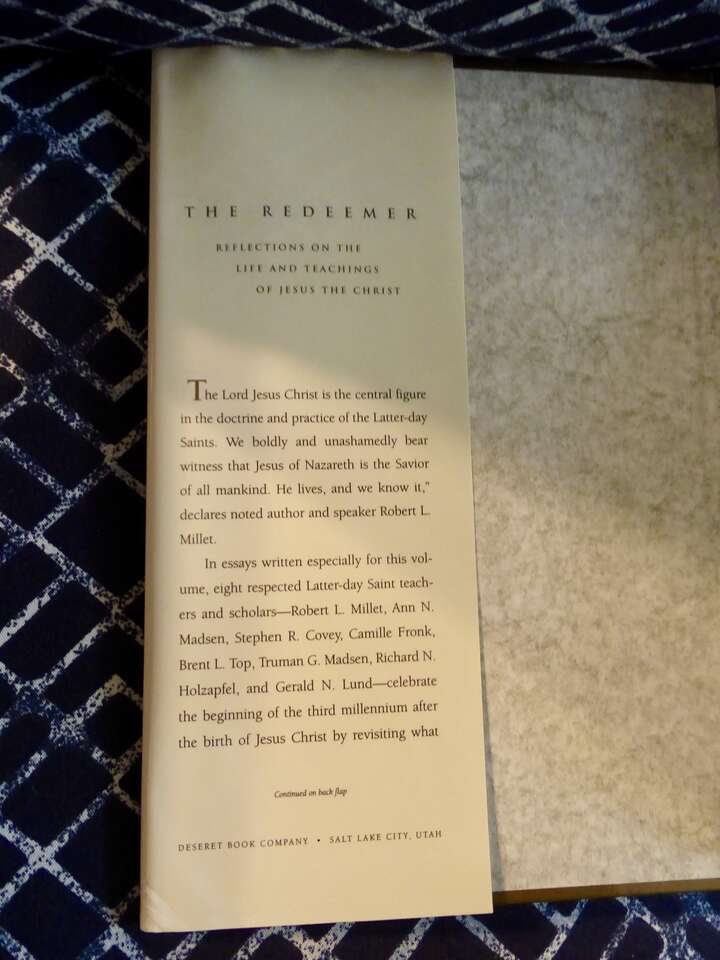 THE REDEEMER
REFLECTIONS ON THE
LIFE AND TEACHINGS
OF JESUS THE CHRIST
The Lord Jesus Christ is the central figure
in the doctrine and practice of the Latter-day
Saints. We boldly and unashamedly bear
witness that Jesus of Nazareth is the Savior
of all mankind. He lives, and we know it,"
declares noted author and speaker Robert L.
Millet.
In essays written especially for this vol-
ume, eight respected Latter-day Saint teach-
ers and scholars—Robert L. Millet, Ann N.
Madsen, Stephen R. Covey, Camille Fronk,
Brent L. Top, Truman G. Madsen, Richard N.
Holzapfel, and Gerald N. Lund—celebrate
the beginning of the third millennium after
the birth of Jesus Christ by revisiting what
Continued on back flap
DESERET BOOK COMPANY • SALT LAKE CITY, UTAH